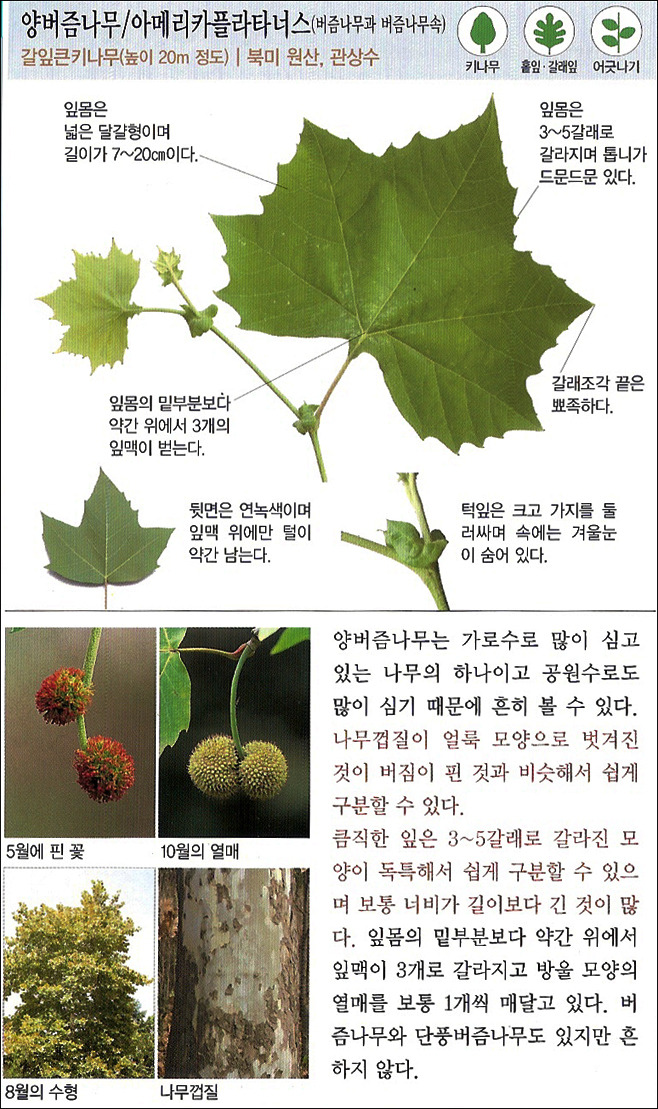 양버즘나무/아메리카플라타너스(버즘나무과 버즘나무속)
갈잎큰키나무(높이 20m 정도) | 북미 원산, 관상수
키나무
홑잎·갈래잎
어긋나기
잎몸은
넓은 달걀형이며
길이가 7~20㎝이다.
잎몸은
3~5갈래로
갈라지며 톱니가
드문드문 있다.
갈래조각 끝은
뾰족하다.
잎몸의 밑부분보다
약간 위에서 3개의
잎맥이 벋는다.
뒷면은 연녹색이며
잎맥 위에만 털이
약간 남는다.
턱잎은 크고 가지를 둘
러싸며 속에는 겨울눈
이 숨어 있다.
5월에 핀 꽃
10월의 열매
8월의 수형
나무껍질
양버즘나무는 가로수로 많이 심고
있는 나무의 하나이고 공원수로도
많이 심기 때문에 흔히 볼 수 있다.
나무껍질이 얼룩 모양으로 벗겨진
것이 버짐이 핀 것과 비슷해서 쉽게
구분할 수 있다.
큼직한 잎은 3~5갈래로 갈라진 모
양이 독특해서 쉽게 구분할 수 있으
며 보통 너비가 길이보다 긴 것이 많
다. 잎몸의 밑부분보다 약간 위에서
잎맥이 3개로 갈라지고 방울 모양의
열매를 보통 1개씩 매달고 있다. 버
즘나무와 단풍버즘나무도 있지만 흔
하지 않다.